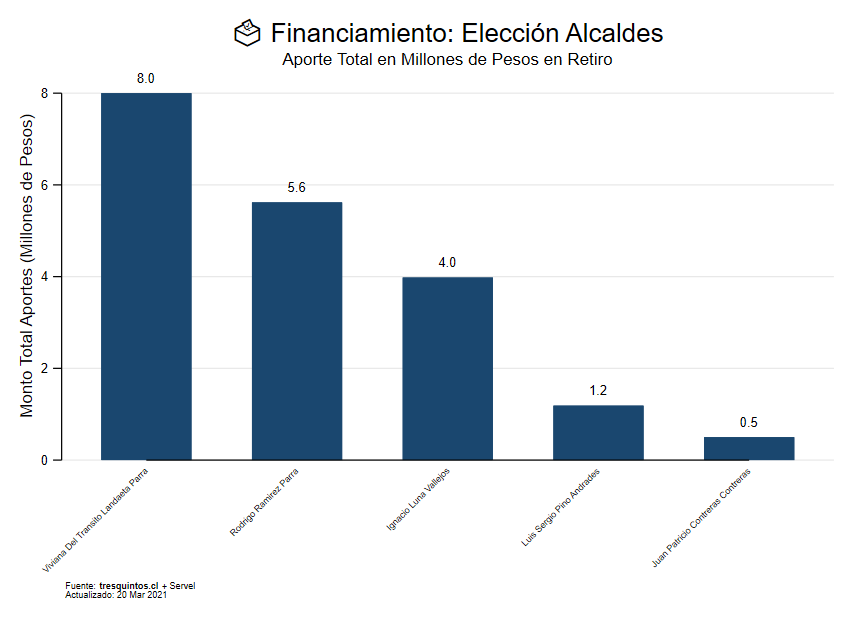 Financiamiento: Elección Alcaldes
Aporte Total en Millones de Pesos en Retiro
Monto Total Aportes (Millones de Pesos)
8
6
4
2
0
8.0
5.6
4.0
1.2
0.5
Viviana Del Transito Landaeta Parra
Rodrigo Ramirez Parra
Ignacio Luna Vallejos
Luis Sergio Pino Andrades
Juan Patricio Contreras Contreras
Fuente: tresquintos.cl + Servel
Actualizado: 20 Mar 2021